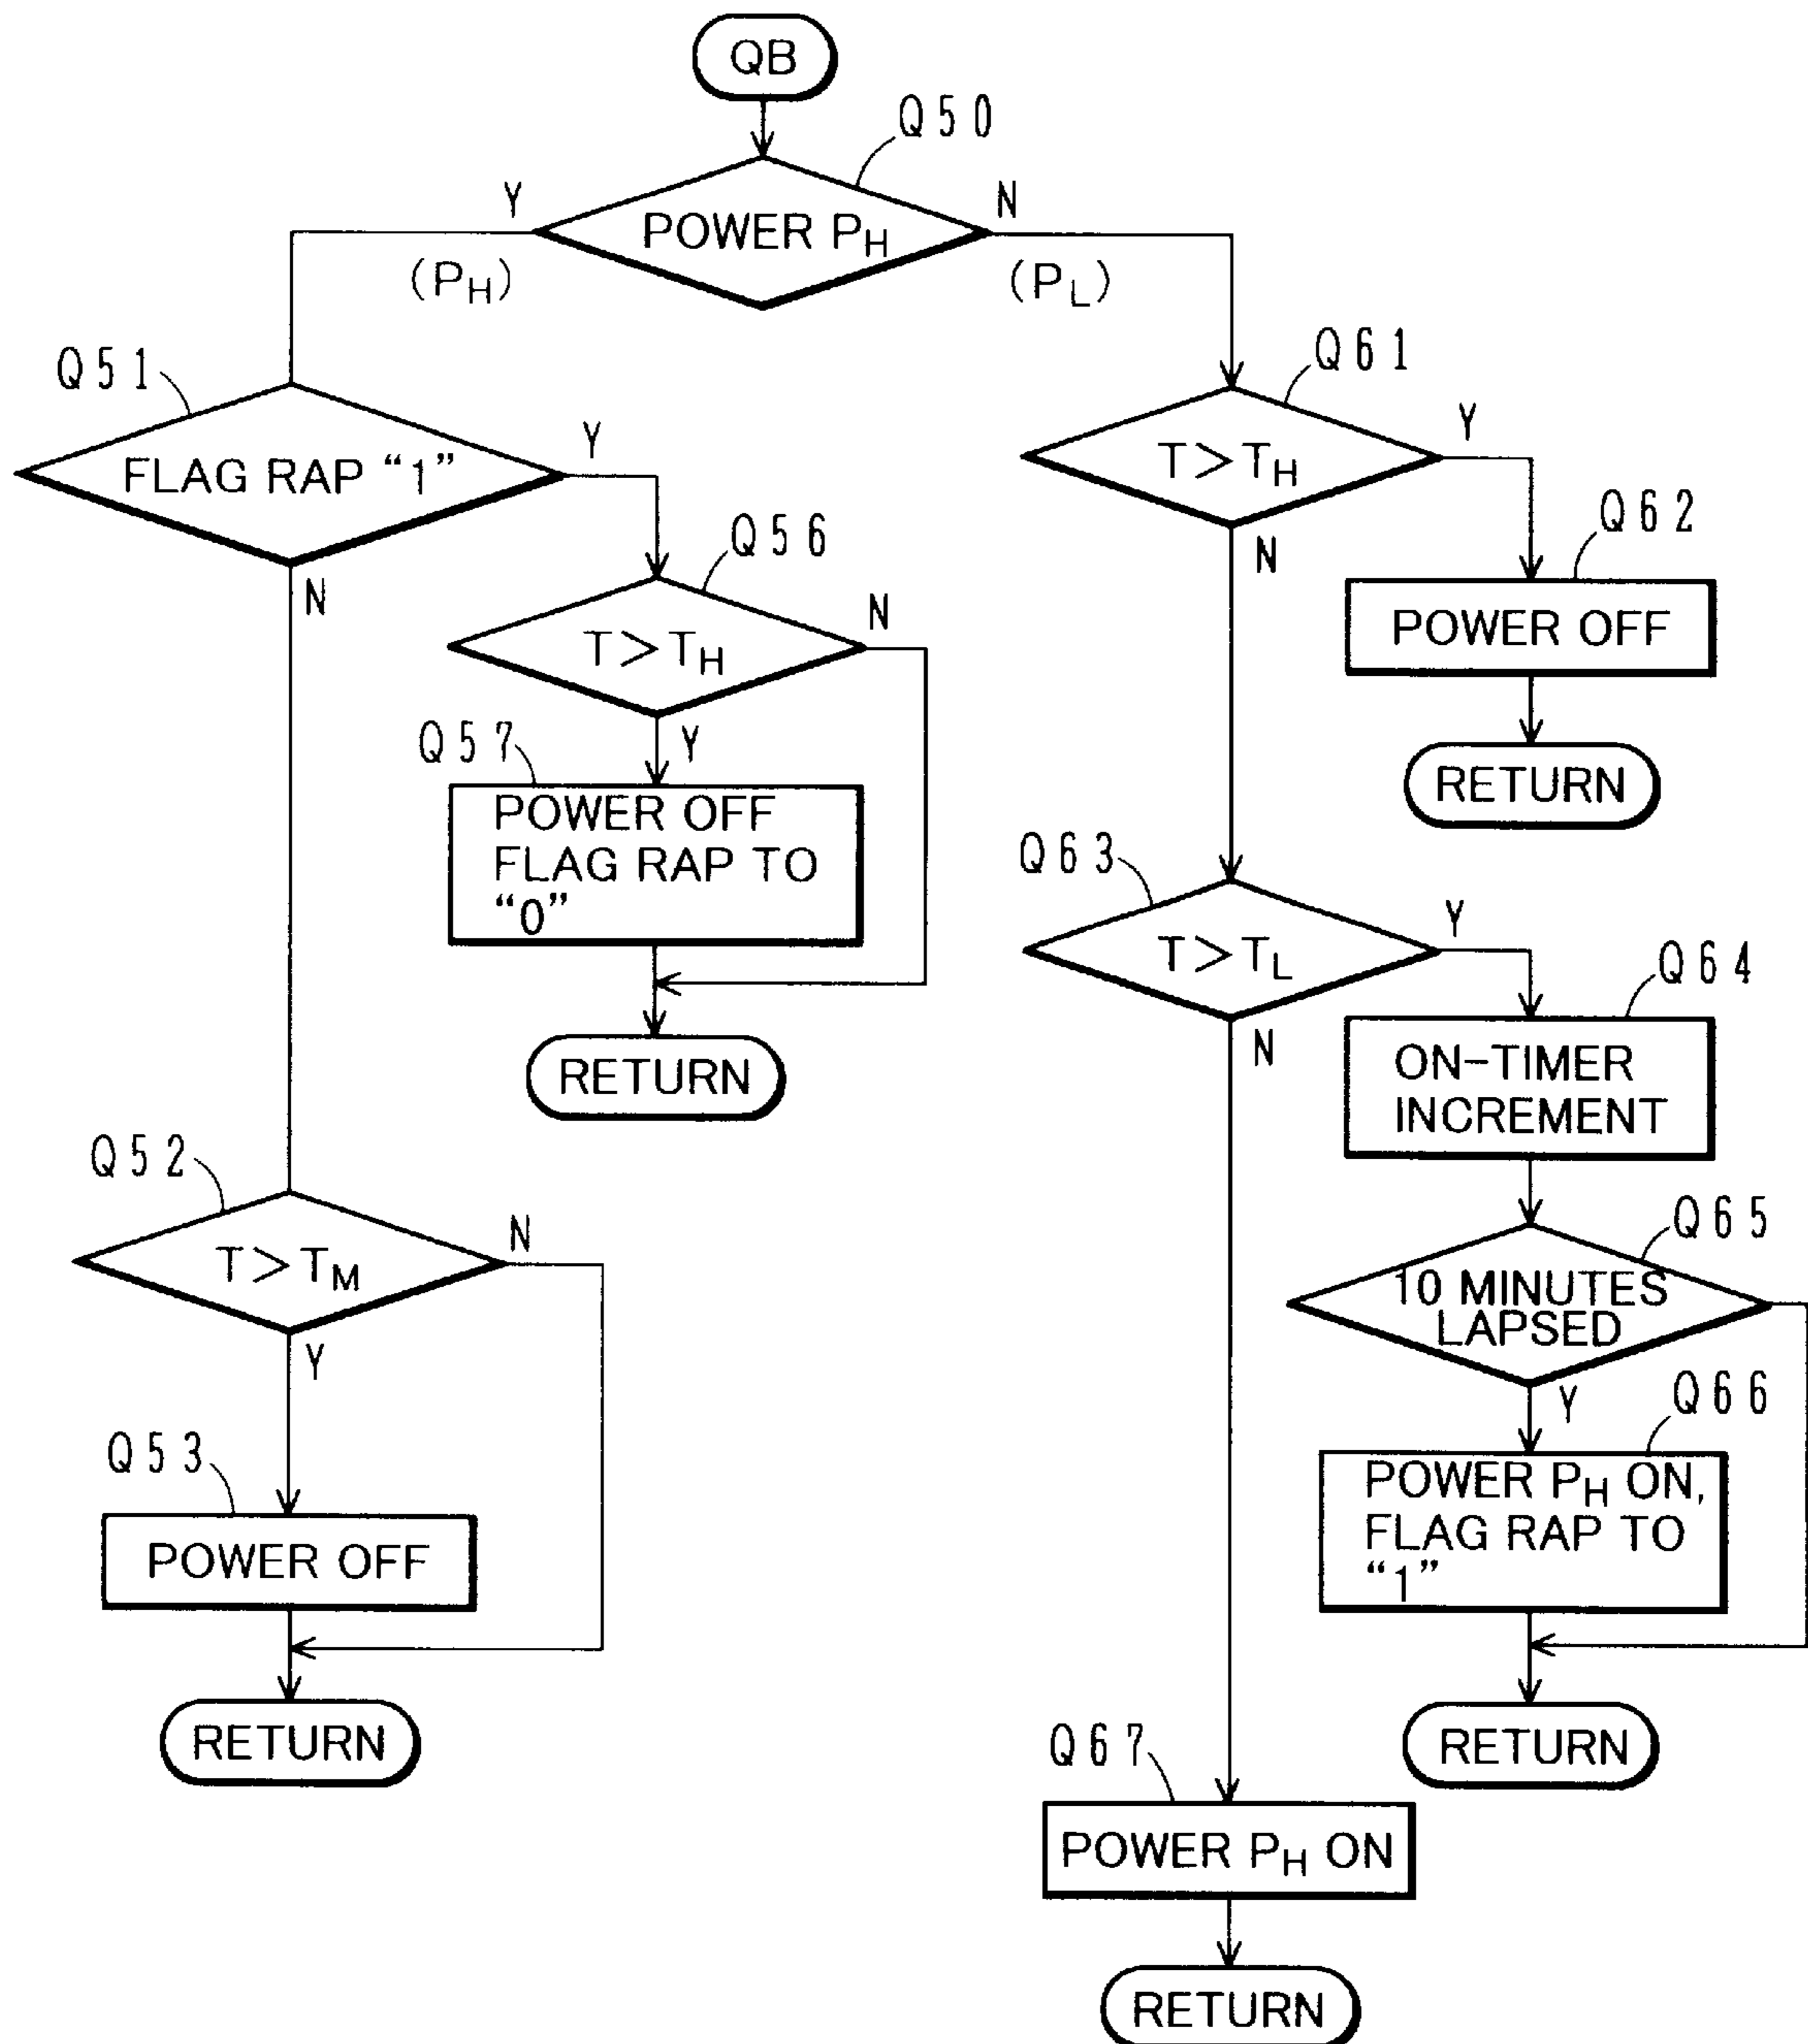 QB
Q50
Y
POWER PH
N
(PH)
(PL)
Q51
FLAG RAP “1”
Y
N
Q56
T>TH
N
Y
Q57
POWER OFF
FLAG RAP TO
“0”
RETURN
Q52
T>TM
N
Y
Q53
POWER OFF
RETURN
Q61
T>TH
Y
N
Q62
POWER OFF
RETURN
Q63
T>TL
Y
N
Q64
ON-TIMER
INCREMENT
Q65
10 MINUTES
LAPSED
Y
Q66
POWER PH ON,
FLAG RAP TO
“1”
RETURN
Q67
POWER PH ON
RETURN